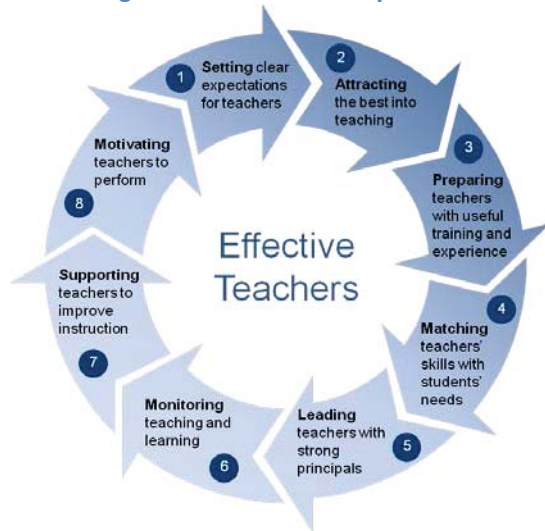 1
Setting clear
expectations
for teachers
2
Attracting
the best into
teaching
3
Preparing
teachers
with useful
training and
experience
4
Matching
teachers'
skills with
students'
needs
5
Leading
teachers with
strong
principals
6
Monitoring
teaching and
learning
7
Supporting
teachers to
improve
instruction
8
Motivating
teachers to
perform
Effective
Teachers